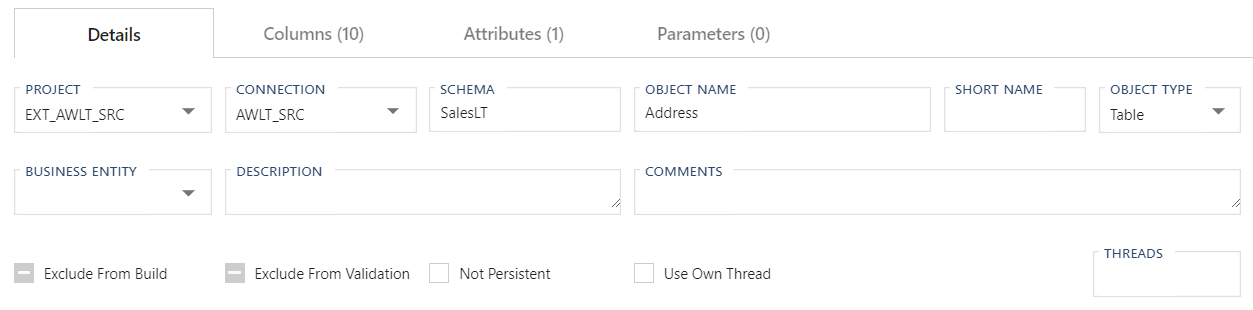 Details Columns (10) Attributes (1) Parameters (0)
PROJECT CONNECTION SCHEMA OBJECT NAME SHORT NAME OBJECT TYPE
EXT_AWLT_SRC AWLT_SRC SalesLT Address Table
BUSINESS ENTITY DESCRIPTION COMMENTS
THREADS
Exclude From Build Exclude From Validation Not Persistent Use Own Thread